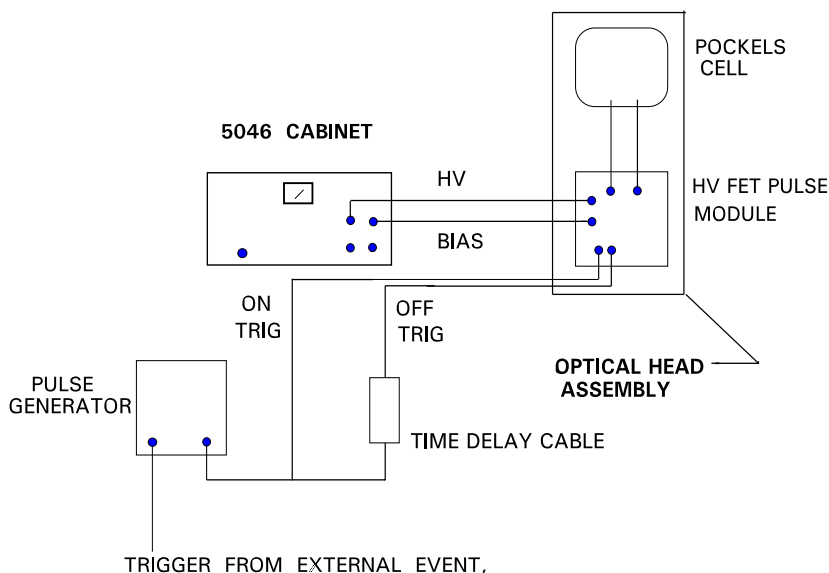 POCKELS
CELL
5046 CABINET
HV
HV FET PULSE
MODULE
BIAS
ON
TRIG
OFF
TRIG
OPTICAL HEAD
ASSEMBLY
PULSE
GENERATOR
TIME DELAY CABLE
TRIGGER FROM EXTERNAL EVENT,